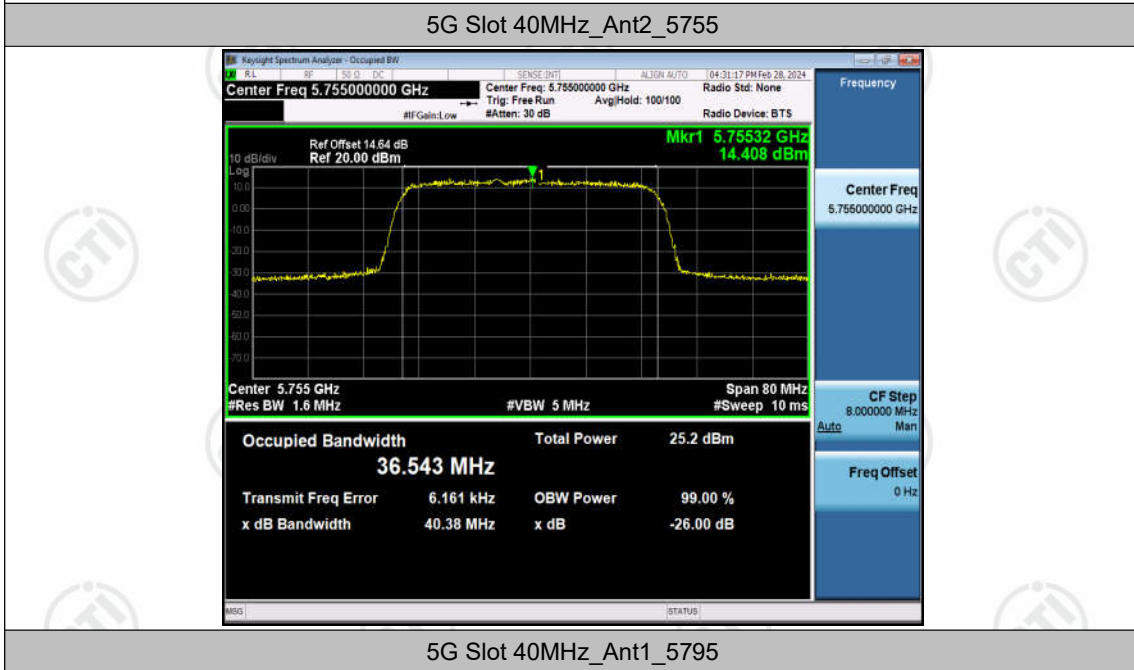 5G Slot 40MHz_Ant2_5755
Keysight Spectrum Analyzer - Occupied BW
RL RF 50 Ω DC SENSE:INT ALIGN AUTO 04:31:17 PM Feb 28, 2024
Center Freq 5.755000000 GHz
Center Freq: 5.755000000 GHz Radio Std: None
Trig: Free Run Avg|Hold: 100/100
#IFGain:Low #Atten: 30 dB Radio Device: BTS
Frequency
Mkr1 5.75532 GHz
14.408 dBm
Ref Offset 14.64 dB
10 dB/div Ref 20.00 dBm
Log
1
10.0
0.00
-10.0
-20.0
-30.0
-40.0
-50.0
-60.0
-70.0
Center 5.755 GHz Span 80 MHz
#Res BW 1.6 MHz #VBW 5 MHz #Sweep 10 ms
Center Freq
5.755000000 GHz
CF Step
8.000000 MHz
Auto Man
Freq Offset
0 Hz
Occupied Bandwidth Total Power 25.2 dBm
36.543 MHz
Transmit Freq Error 6.161 kHz OBW Power 99.00 %
x dB Bandwidth 40.38 MHz x dB -26.00 dB
MSG STATUS
CTI
CTI
CTI
CTI
5G Slot 40MHz_Ant1_5795